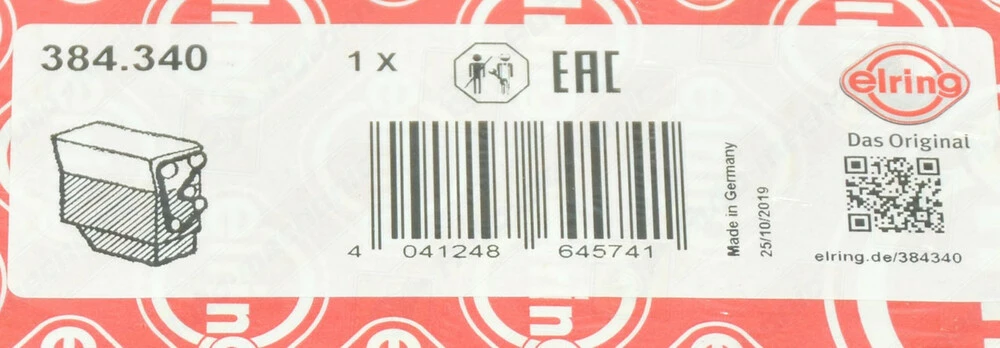 384.340
1 X
EAC
elring
Das Original
4 041248 645741
Made in Germany
25/10/2019
elring.de/384340